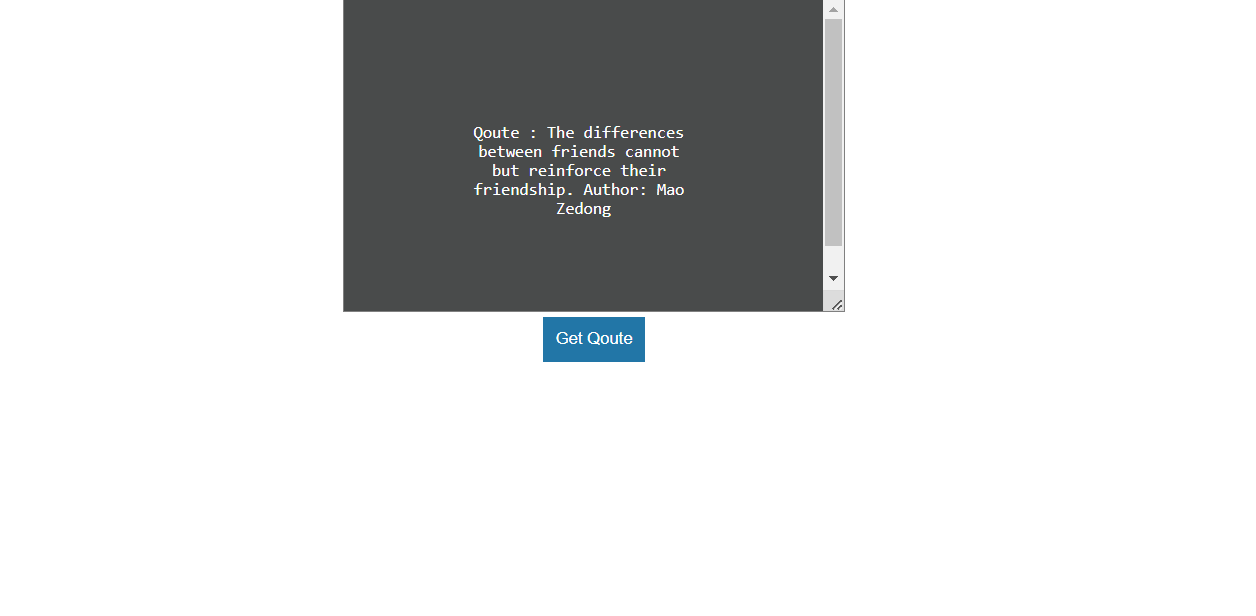 Qoute : The differences
between friends cannot
but reinforce their
friendship. Author: Mao
Zedong
Get Qoute